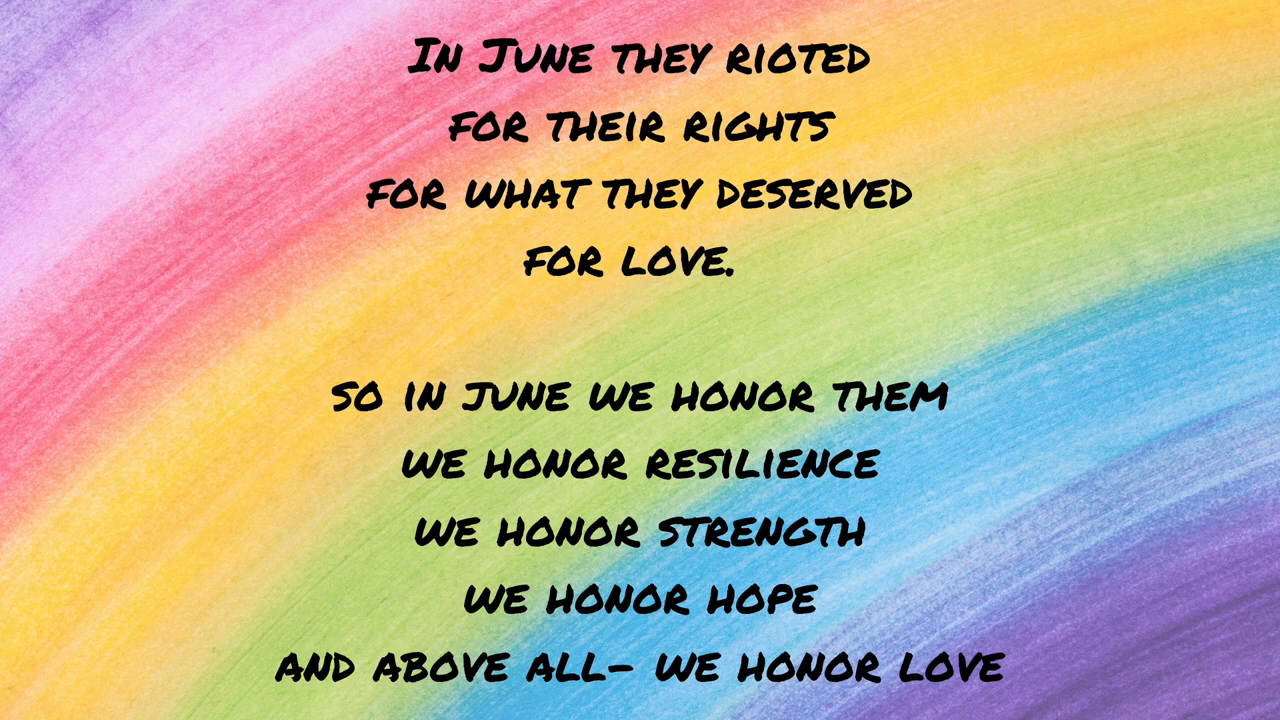 In June they rioted
for their rights
for what they deserved
for love.
so in june we honor them
we honor resilience
we honor strength
we honor hope
and above all- we honor love